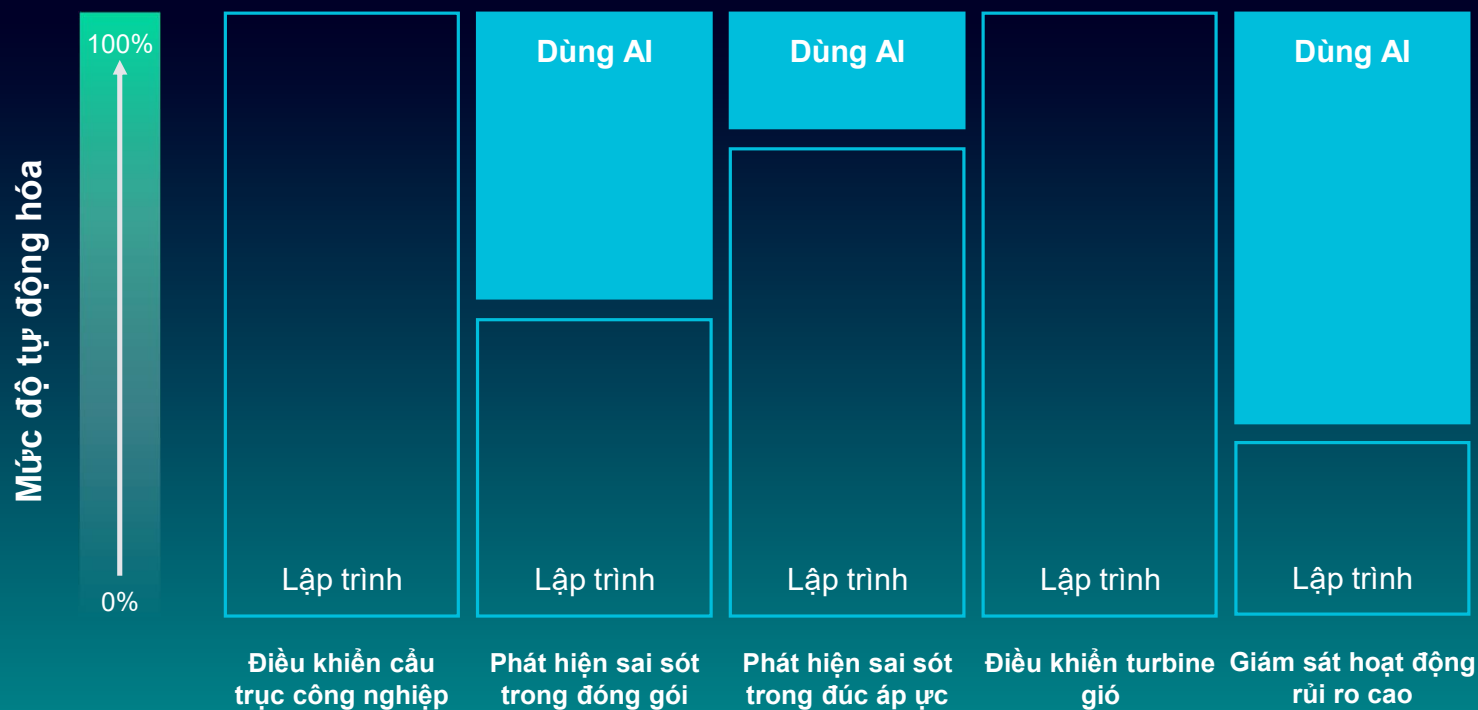 Mức độ tự động hóa
100%
0%
Dùng AI
Dùng AI
Dùng AI
Lập trình
Lập trình
Lập trình
Lập trình
Lập trình
Điều khiển cẩu
trục công nghiệp
Phát hiện sai sót
trong đóng gói
Phát hiện sai sót
trong đúc áp ực
Điều khiển turbine
gió
Giám sát hoạt động
rủi ro cao